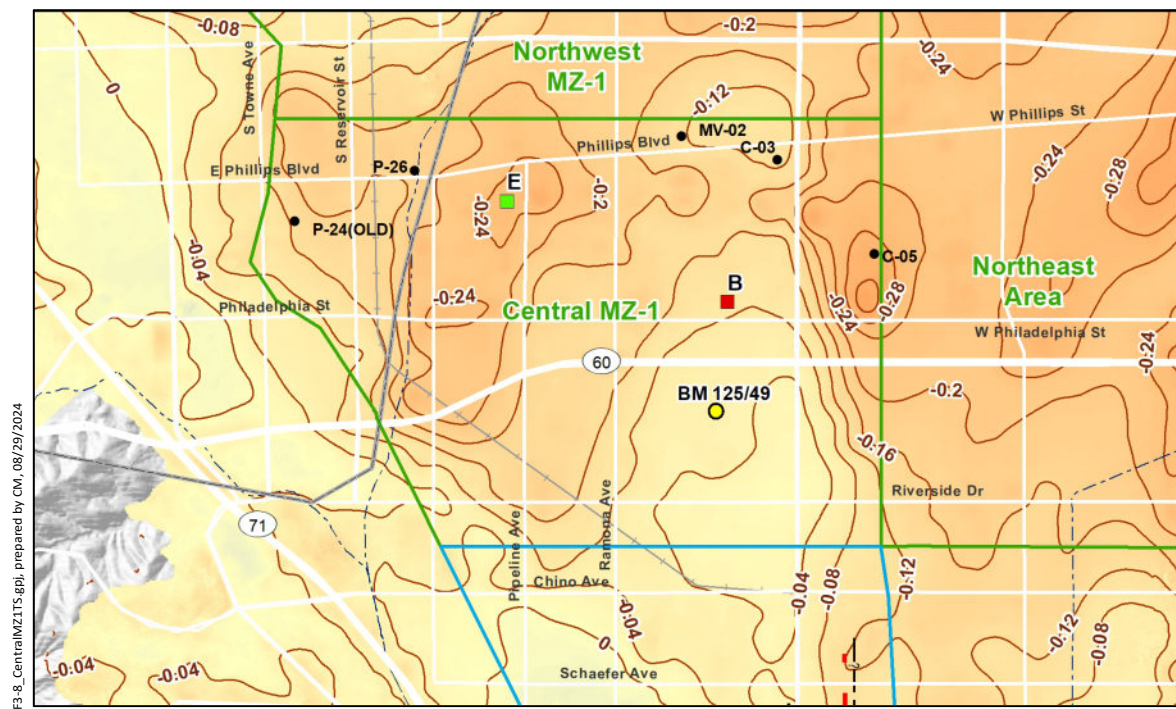 -0.08
-0.2
-0.24
0
S Towne Ave
S Reservoir St
Northwest
MZ-1
-0.12
W Phillips St
MV-02
Phillips Blvd
C-03
E Phillips Blvd
P-26
E
-0.2
-0.24
-0.24
-0.28
-0.24
P-24(OLD)
-0.04
C-05
Northeast
Area
B
-0.24
Central MZ-1
-0.24
-0.28
Philadelphia St
W Philadelphia St
-0.24
60
BM 125/49
-0.2
-0.16
Riverside Dr
71
Pipeline Ave
Ramona Ave
Chino Ave
-0.04
-0.04
-0.08
-0.12
-0.12
-0.08
0
Schaefer Ave
-0.04
-0.04
?
F3-8_CentralMZ1TS.gpj, prepared by CM, 08/29/2024